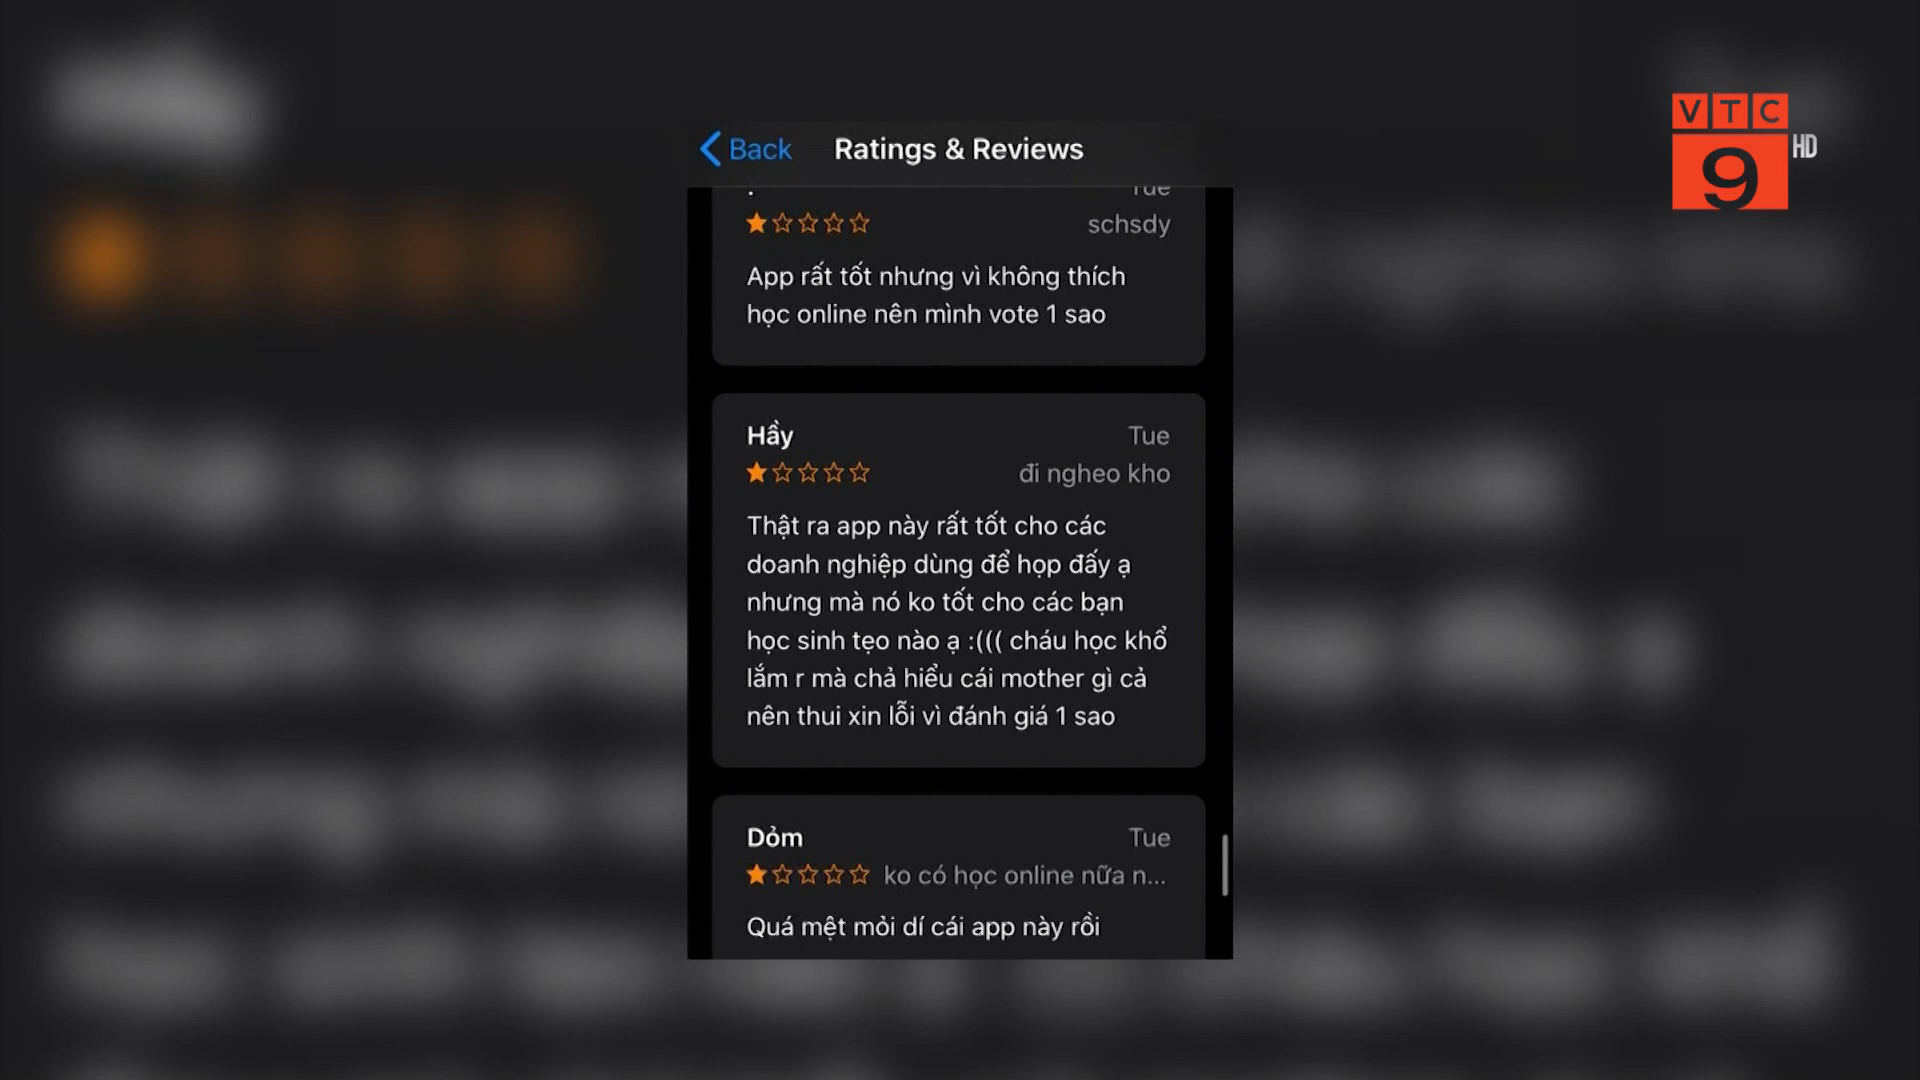 VTC
9 HD
Back Ratings & Reviews
. Tue
schsdy
App rất tốt nhưng vì không thích
học online nên mình vote 1 sao
Hầy Tue
đi ngheo kho
Thật ra app này rất tốt cho các
doanh nghiệp dùng để họp đấy ạ
nhưng mà nó ko tốt cho các bạn
học sinh tẹo nào ạ :((( cháu học khổ
lắm r mà chả hiểu cái mother gì cả
nên thui xin lỗi vì đánh giá 1 sao
Dỏm Tue
ko có học online nữa n...
Quá mệt mỏi dí cái app này rồi